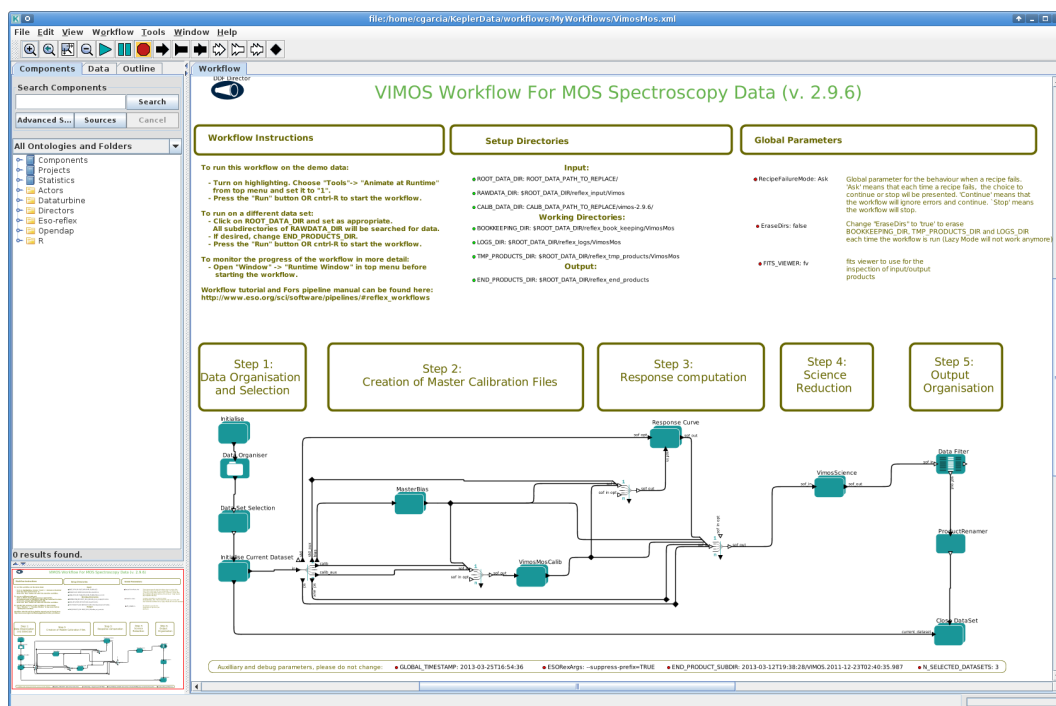 file:/home/cgarcia/KeplerData/workflows/MyWorkflows/VimosMos.xml
File Edit View Workflow Tools Window Help
Components Data Outline
Search Components
Search
Advanced S... Sources Cancel
All Ontologies and Folders
Components
Projects
Statistics
Actors
Dataturbine
Directors
Eso-reflex
Opendap
R
0 results found.
Workflow
DDF Director
VIMOS Workflow For MOS Spectroscopy Data (v. 2.9.6)
Workflow Instructions
To run this workflow on the demo data:
- Turn on highlighting. Choose "Tools"-> "Animate at Runtime"
from top menu and set it to "1".
- Press the "Run" button OR cntrl-R to start the workflow.
To run on a different data set:
- Click on ROOT_DATA_DIR and set as appropriate.
All subdirectories of RAWDATA_DIR will be searched for data.
- If desired, change END_PRODUCTS_DIR.
- Press the "Run" button OR cntrl-R to start the workflow.
To monitor the progress of the workflow in more detail:
- Open "Window" -> "Runtime Window" in top menu before
starting the workflow.
Workflow tutorial and Fors pipeline manual can be found here:
http://www.eso.org/sci/software/pipelines/#reflex_workflows
Setup Directories
Input:
ROOT_DATA_DIR: ROOT_DATA_PATH_TO_REPLACE/
RAWDATA_DIR: $ROOT_DATA_DIR/reflex_input/Vimos
CALIB_DATA_DIR: CALIB_DATA_PATH_TO_REPLACE/vimos-2.9.6/
Working Directories:
BOOKKEEPING_DIR: $ROOT_DATA_DIR/reflex_book_keeping/VimosMos
LOGS_DIR: $ROOT_DATA_DIR/reflex_logs/VimosMos
TMP_PRODUCTS_DIR: $ROOT_DATA_DIR/reflex_tmp_products/VimosMos
Output:
END_PRODUCTS_DIR: $ROOT_DATA_DIR/reflex_end_products
Global Parameters
RecipeFailureMode: Ask
Global parameter for the behaviour when a recipe fails.
'Ask' means that each time a recipe fails, the choice to
continue or stop wil be presented. 'Continue' means that
the workflow will ignore errors and continue. `Stop' means
the workflow will stop.
EraseDirs: false
Change "EraseDirs" to 'true' to erase
BOOKKEEPING_DIR, TMP_PRODUCTS_DIR and LOGS_DIR
each time the workflow is run (Lazy Mode will not work anymore)
FITS_VIEWER: fv
fits viewer to use for the
inspection of input/output
products
Step 1:
Data Organisation
and Selection
Step 2:
Creation of Master Calibration Files
Step 3:
Response computation
Step 4:
Science
Reduction
Step 5:
Output
Organisation
Initialise
Data Organiser
DataSet Selection
Initialise Current Dataset
MasterBias
VimosMosCalib
Response Curve
VimosScience
Data Filter
ProductRenamer
Close DataSet
current_dataset
Auxiliary and debug parameters, please do not change:
GLOBAL_TIMESTAMP: 2013-03-25T16:54:36
ESORexArgs: --suppress-prefix=TRUE
END_PRODUCT_SUBDIR: 2013-03-12T19:38:28/VIMOS.2011-12-23T02:40:35.987
N_SELECTED_DATASETS: 3